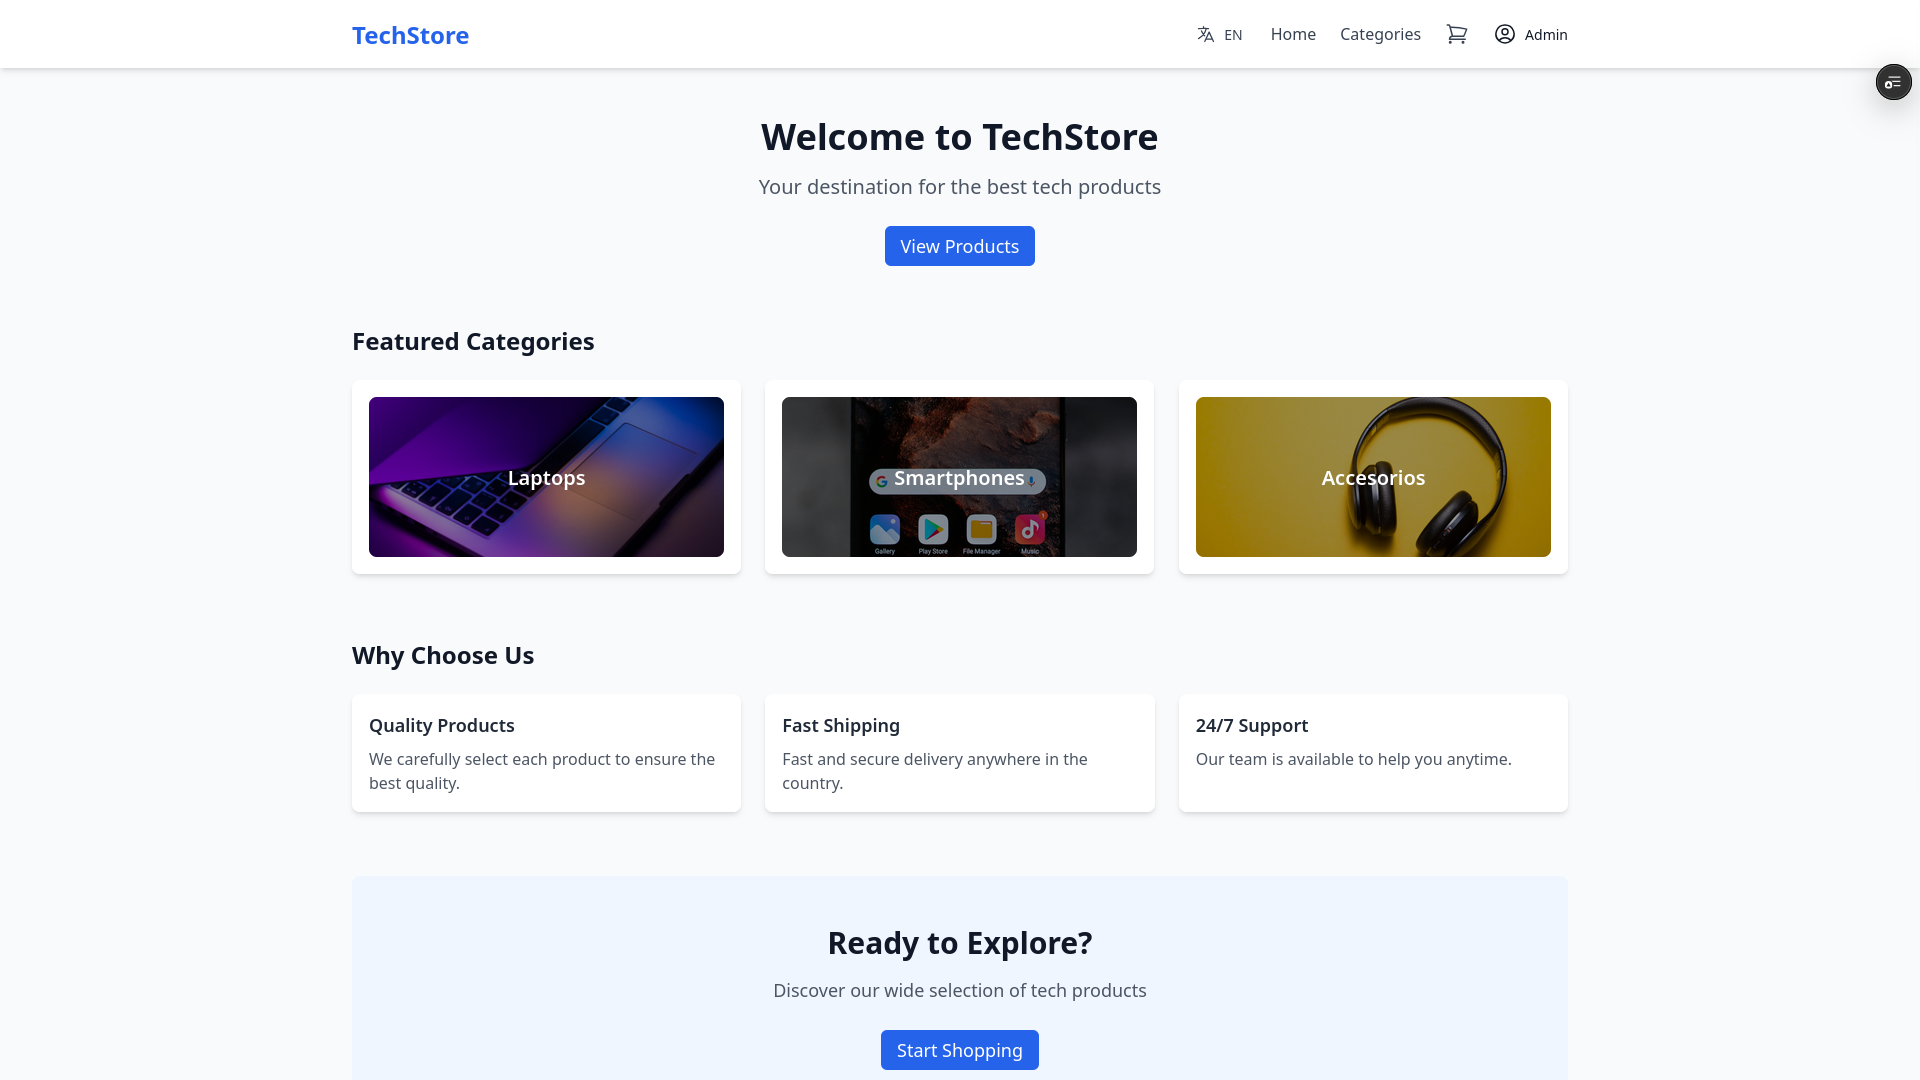 TechStore
EN
Home
Categories
Admin
Welcome to TechStore
Your destination for the best tech products
View Products
Featured Categories
Laptops
Smartphones
Gallery
Play Store
File Manager
Music
Accesorios
Why Choose Us
Quality Products
We carefully select each product to ensure the
best quality.
Fast Shipping
Fast and secure delivery anywhere in the
country.
24/7 Support
Our team is available to help you anytime.
Ready to Explore?
Discover our wide selection of tech products
Start Shopping